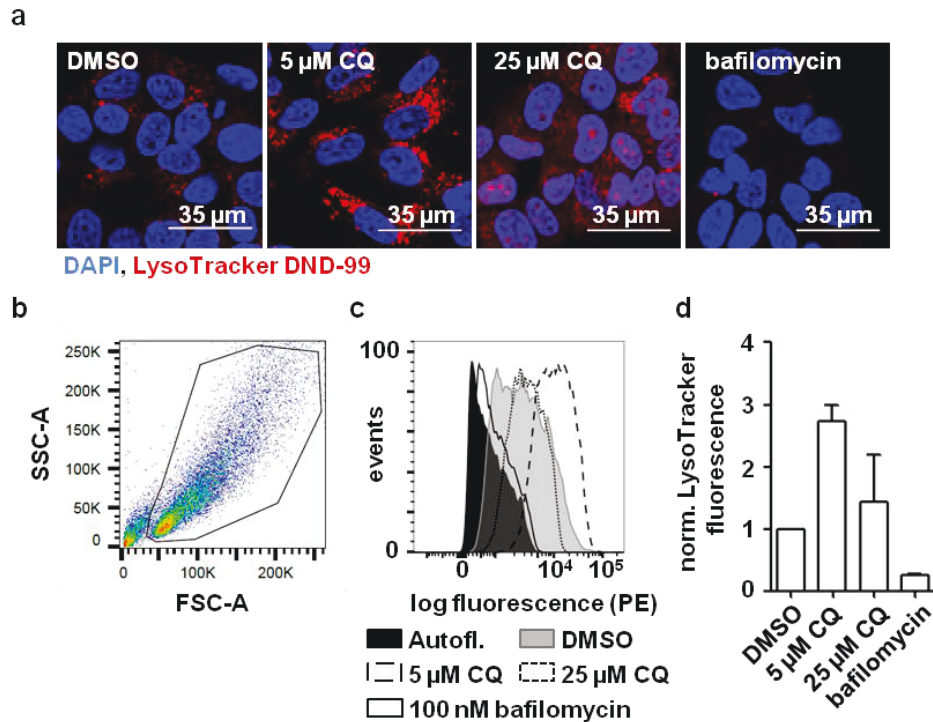 a
DMSO
5 µM CQ
25 µM CQ
bafilomycin
35 µm
35 µm
35 µm
35 µm
DAPI, LysoTracker DND-99
b
250K
200K
150K
100K
50K
0
SSC-A
0
100K
200K
FSC-A
c
100
0
events
0
10⁴
10⁵
log fluorescence (PE)
Autofl.
DMSO
5 µM CQ
25 µM CQ
100 nM bafilomycin
d
norm. LysoTracker
fluorescence
4
3
2
1
0
DMSO
5 µM CQ
25 µM CQ
bafilomycin